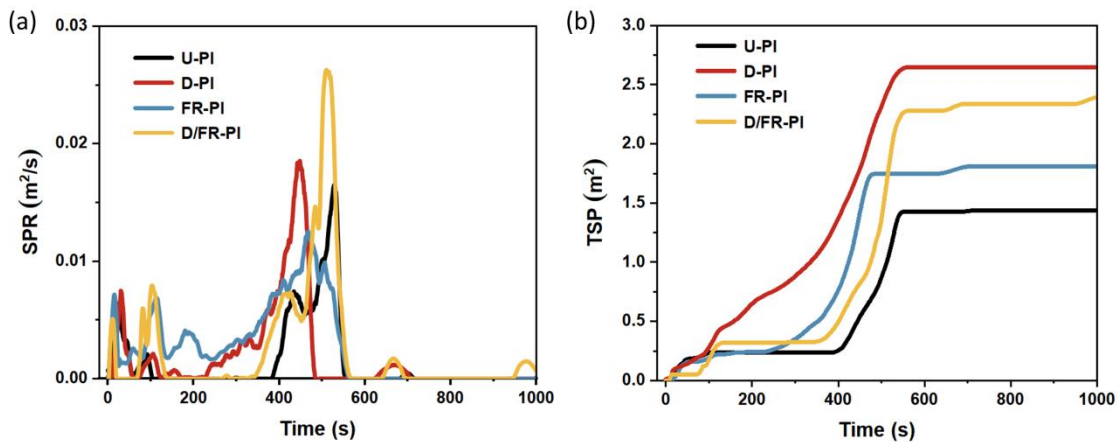 (a)
0.03
0.02
0.01
0.00
SPR (m²/s)
U-PI
D-PI
FR-PI
D/FR-PI
0
200
400
600
800
1000
Time (s)
(b)
3.0
2.5
2.0
1.5
1.0
0.5
0.0
TSP (m²)
U-PI
D-PI
FR-PI
D/FR-PI
0
200
400
600
800
1000
Time (s)